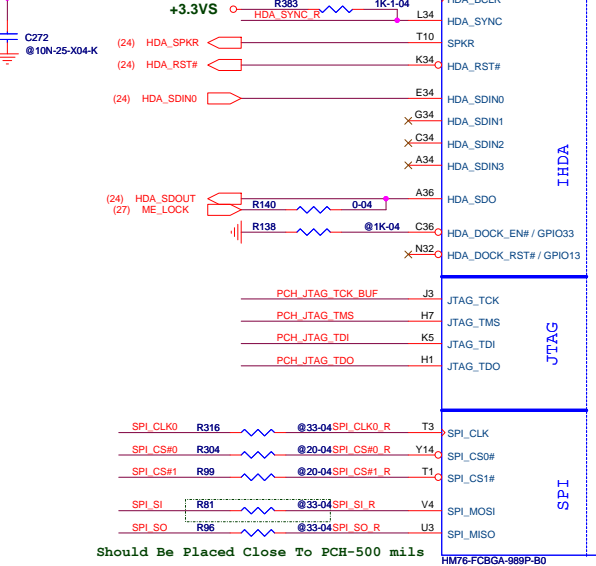 HDA_BCLK
R383 1K-1-04
+3.3VS
HDA_SYNC_R L34 HDA_SYNC
C272
@10N-25-X04-K
(24) HDA_SPKR T10 SPKR
(24) HDA_RST# K34 HDA_RST#
(24) HDA_SDIN0 E34 HDA_SDIN0
G34 HDA_SDIN1
C34 HDA_SDIN2
A34 HDA_SDIN3
IHDA
(24) HDA_SDOUT A36 HDA_SDO
(27) ME_LOCK R140 0-04
R138 @1K-04 C36 HDA_DOCK_EN# / GPIO33
N32 HDA_DOCK_RST# / GPIO13
PCH_JTAG_TCK_BUF J3 JTAG_TCK
PCH_JTAG_TMS H7 JTAG_TMS
PCH_JTAG_TDI K5 JTAG_TDI
PCH_JTAG_TDO H1 JTAG_TDO
JTAG
SPI_CLK0 R316 @33-04 SPI_CLK0_R T3 SPI_CLK
SPI_CS#0 R304 @20-04 SPI_CS#0_R Y14 SPI_CS0#
SPI_CS#1 R99 @20-04 SPI_CS#1_R T1 SPI_CS1#
SPI_SI R81 @33-04 SPI_SI_R V4 SPI_MOSI
SPI_SO R96 @33-04 SPI_SO_R U3 SPI_MISO
SPI
Should Be Placed Close To PCH-500 mils
HM76-FCBGA-989P-B0